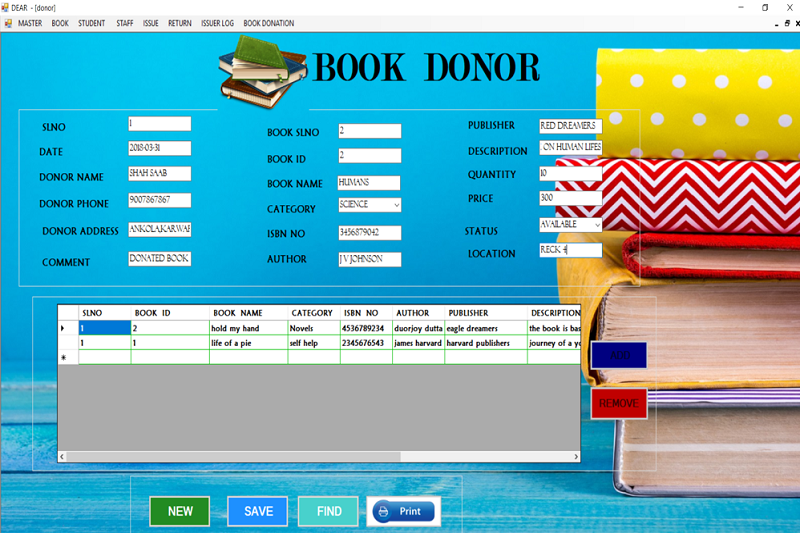 DEAR - [donor]
MASTER BOOK STUDENT STAFF ISSUE RETURN ISSUER LOG BOOK DONATION
BOOK DONOR
SLNO 1
DATE 2018-03-31
DONOR NAME SHAH SAAB
DONOR PHONE 9007867867
DONOR ADDRESS ANKOLAKARWAR
COMMENT DONATED BOOK
BOOK SLNO 2
BOOK ID 2
BOOK NAME HUMANS
CATEGORY SCIENCE
ISBN NO 3456879042
AUTHOR J V JOHNSON
PUBLISHER RED DREAMERS
DESCRIPTION ON HUMAN LIFES
QUANTITY 10
PRICE 300
STATUS AVAILABLE
LOCATION RECK 4
SLNO BOOK ID BOOK NAME CATEGORY ISBN NO AUTHOR PUBLISHER DESCRIPTION
1 2 hold my hand Novels 4536789234 duorjoy dutta eagle dreamers the book is bas
1 1 life of a pie self help 2345676543 james harvard harvard publishers journey of a yo
ADD
REMOVE
NEW SAVE FIND Print